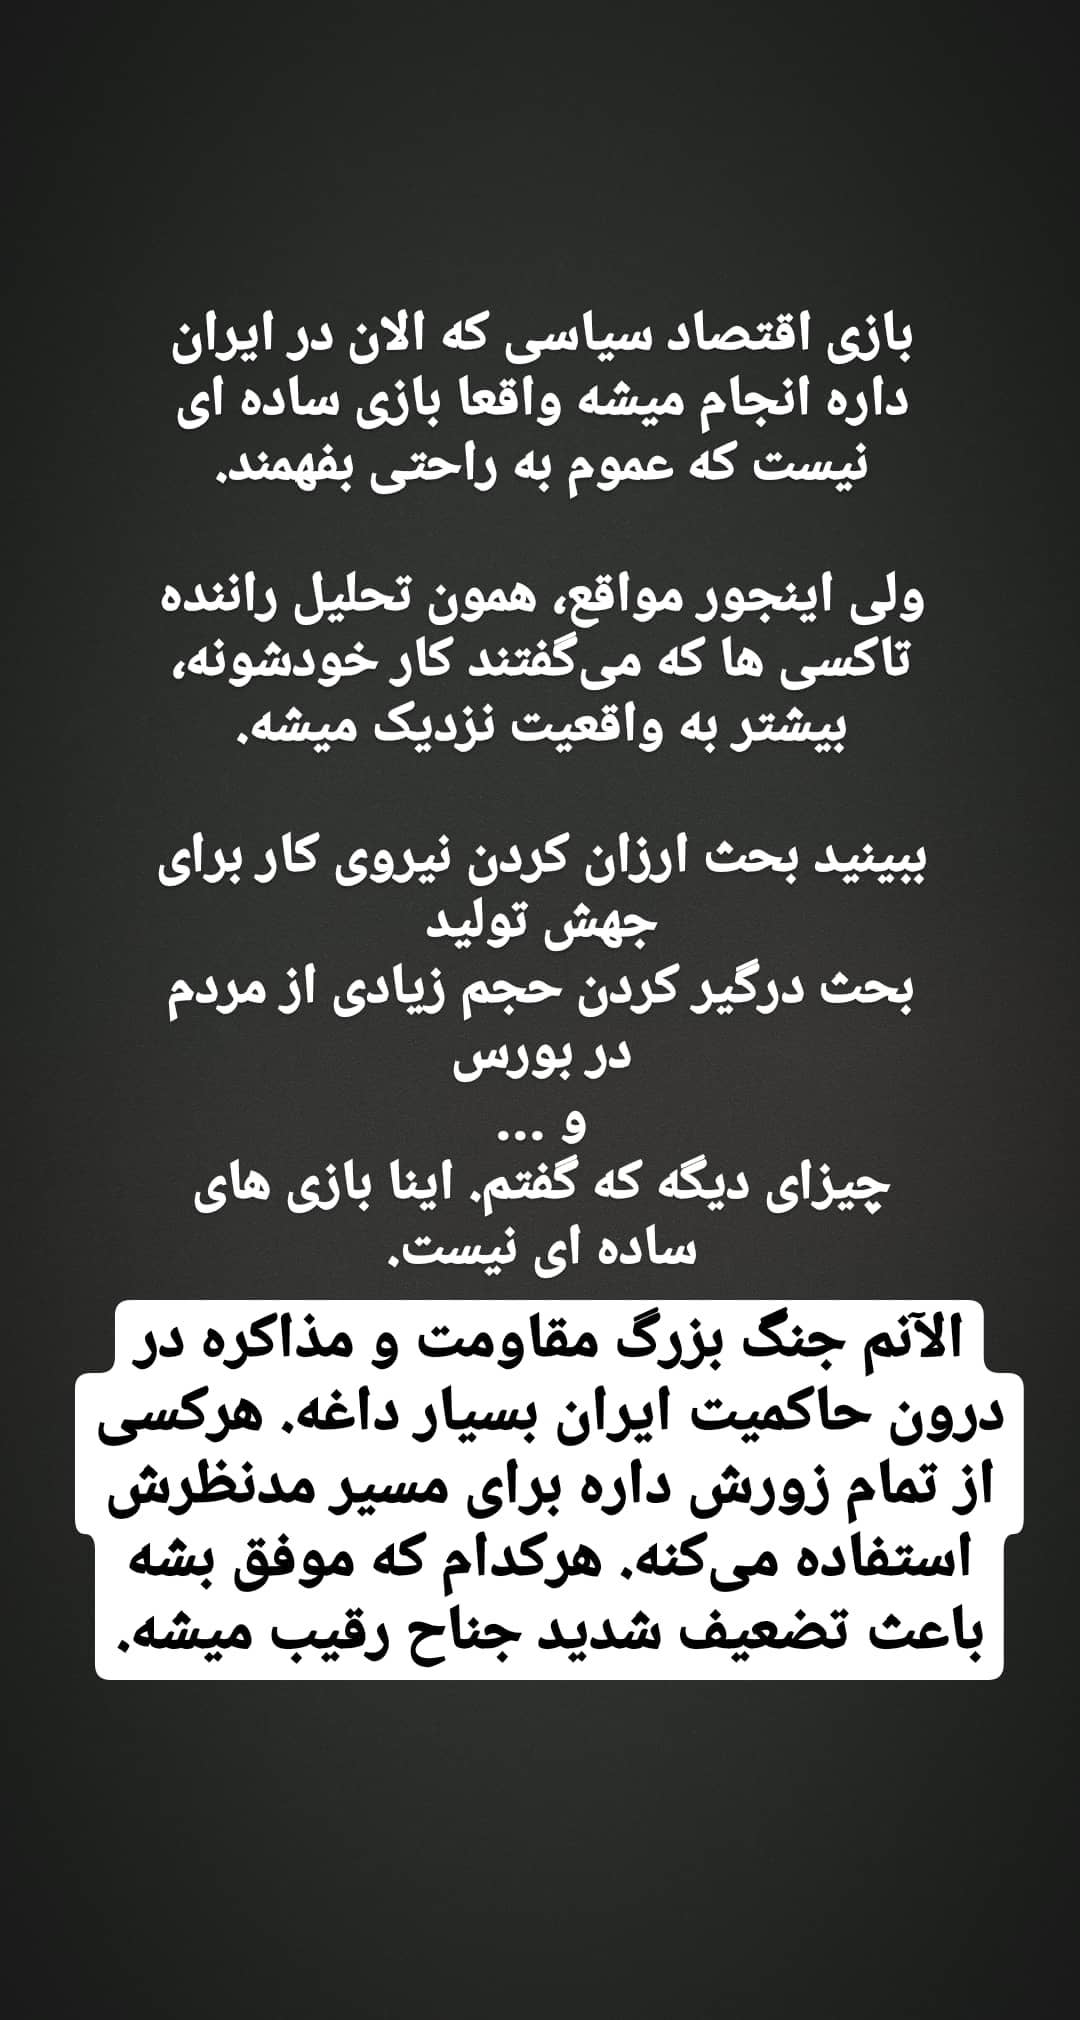 بازی اقتصاد سیاسی که الان در ایران
داره انجام میشه واقعا بازی ساده ای
نیست که عموم به راحتی بفهمند.
ولی اینجور مواقع، همون تحلیل راننده
تاکسی ها که می‌گفتند کار خودشونه،
بیشتر به واقعیت نزدیک میشه.
ببینید بحث ارزان کردن نیروی کار برای
جهش تولید
بحث درگیر کردن حجم زیادی از مردم
در بورس
و ...
چیزای دیگه که گفتم. اینا بازی های
ساده ای نیست.
الآنم جنگ بزرگ مقاومت و مذاکره در
درون حاکمیت ایران بسیار داغه. هرکسی
از تمام زورش داره برای مسیر مدنظرش
استفاده می‌کنه. هرکدام که موفق بشه
باعث تضعیف شدید جناح رقیب میشه.